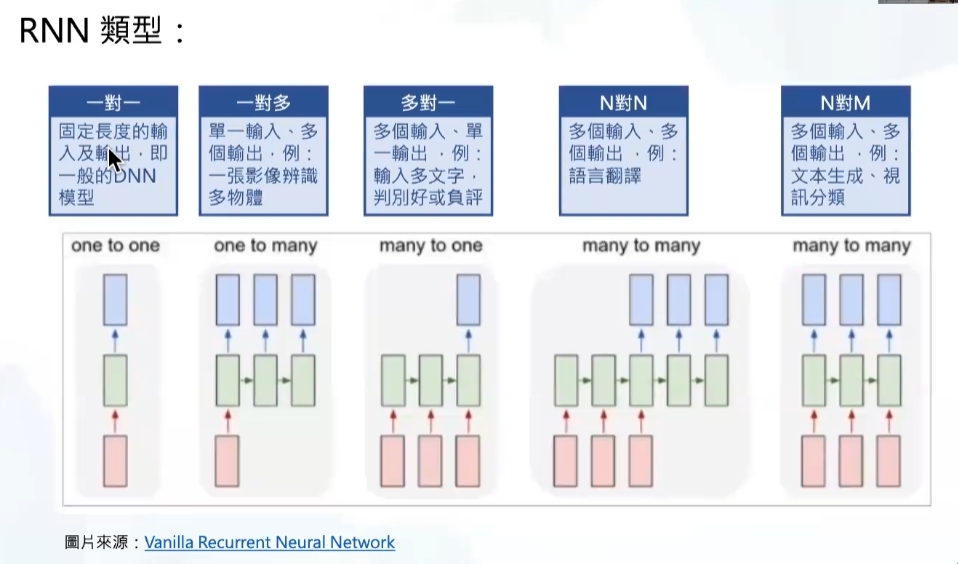 RNN 類型：
一對一
固定長度的輸
入及輸出，即
一般的DNN
模型
一對多
單一輸入、多
個輸出，例：
一張影像辨識
多物體
多對一
多個輸入、單
一輸出，例：
輸入多文字，
判別好或負評
N對N
多個輸入、多
個輸出，例：
語言翻譯
N對M
多個輸入、多
個輸出，例：
文本生成、視
訊分類
one to one
one to many
many to one
many to many
many to many
圖片來源：Vanilla Recurrent Neural Network